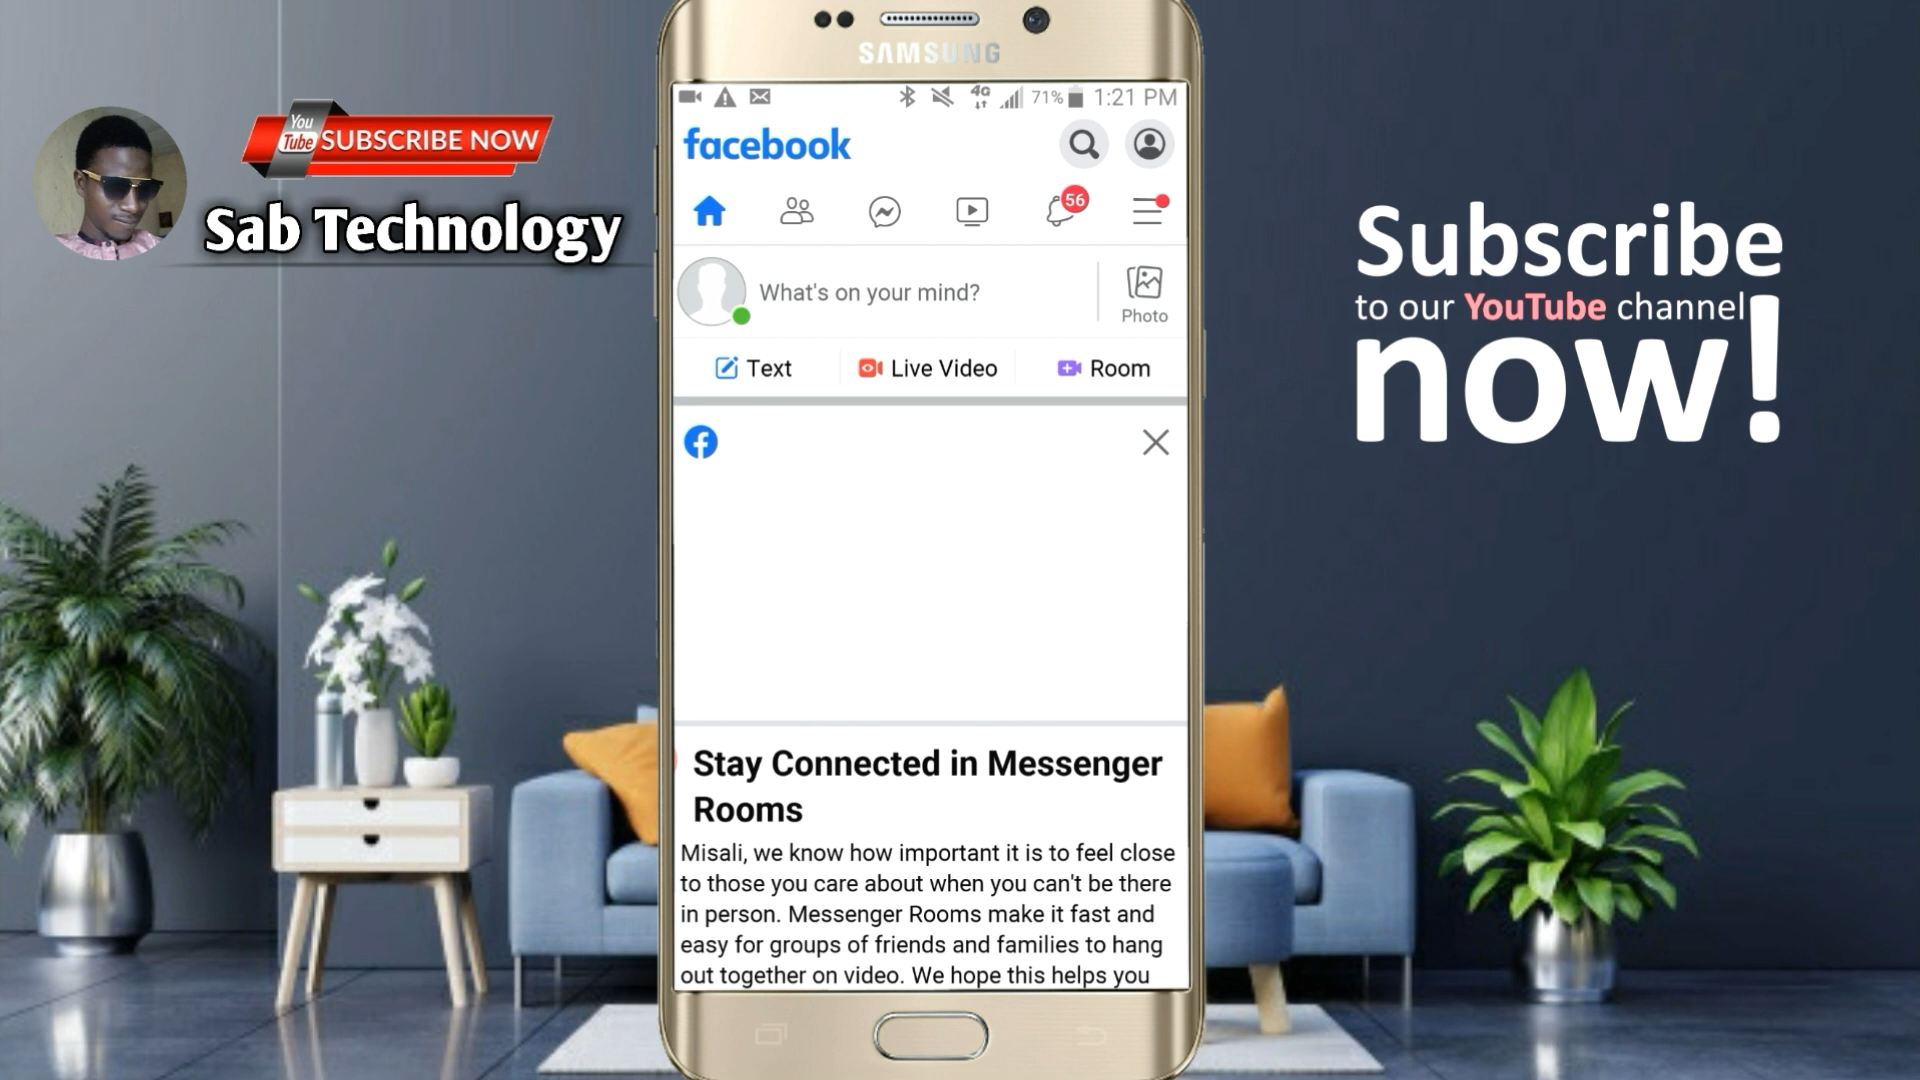 You
Tube SUBSCRIBE NOW
Sab Technology
SAMSUNG
4G 71% 1:21 PM
facebook
56
What's on your mind?
Photo
Text Live Video Room
Stay Connected in Messenger
Rooms
Misali, we know how important it is to feel close
to those you care about when you can't be there
in person. Messenger Rooms make it fast and
easy for groups of friends and families to hang
out together on video. We hope this helps you
Subscribe
to our YouTube channel
now!